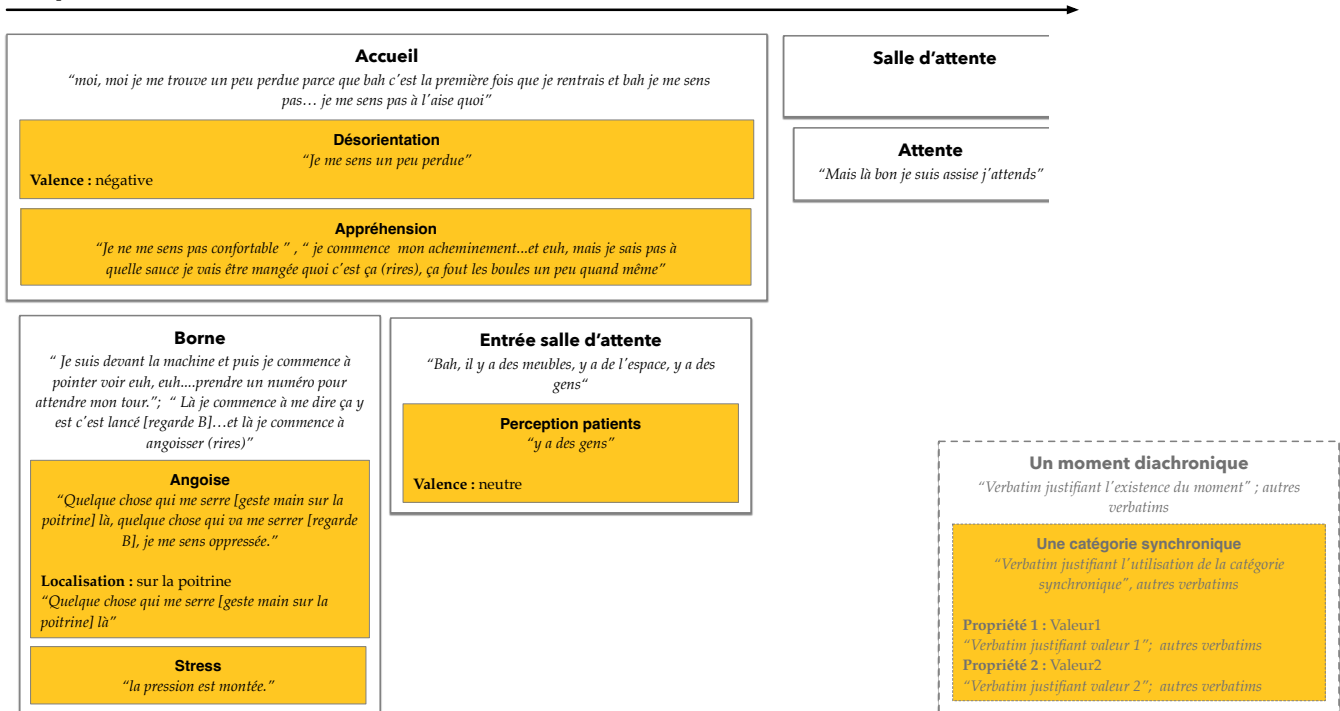 Accueil
“moi, moi je me trouve un peu perdue parce que bah c’est la première fois que je rentrais et bah je me sens
pas… je me sens pas à l’aise quoi”
Désorientation
“Je me sens un peu perdue”
Valence : négative
Appréhension
“Je ne me sens pas confortable ” , “ je commence mon acheminement...et euh, mais je sais pas à
quelle sauce je vais être mangée quoi c’est ça (rires), ça fout les boules un peu quand même”
Salle d’attente
Attente
“Mais là bon je suis assise j’attends”
Borne
“ Je suis devant la machine et puis je commence à
pointer voir euh, euh....prendre un numéro pour
attendre mon tour.”; “ Là je commence à me dire ça y
est c’est lancé [regarde B]…et là je commence à
angoisser (rires)”
Angoise
“Quelque chose qui me serre [geste main sur la
poitrine] là, quelque chose qui va me serrer [regarde
B], je me sens oppressée.”
Localisation : sur la poitrine
“Quelque chose qui me serre [geste main sur la
poitrine] là”
Stress
“la pression est montée.”
Entrée salle d’attente
“Bah, il y a des meubles, y a de l’espace, y a des
gens“
Perception patients
“y a des gens”
Valence : neutre
Un moment diachronique
“Verbatim justifiant l’existence du moment” ; autres
verbatims
Une catégorie synchronique
“Verbatim justifiant l’utilisation de la catégorie
synchronique”, autres verbatims
Propriété 1 : Valeur1
“Verbatim justifiant valeur 1”; autres verbatims
Propriété 2 : Valeur2
“Verbatim justifiant valeur 2”; autres verbatims